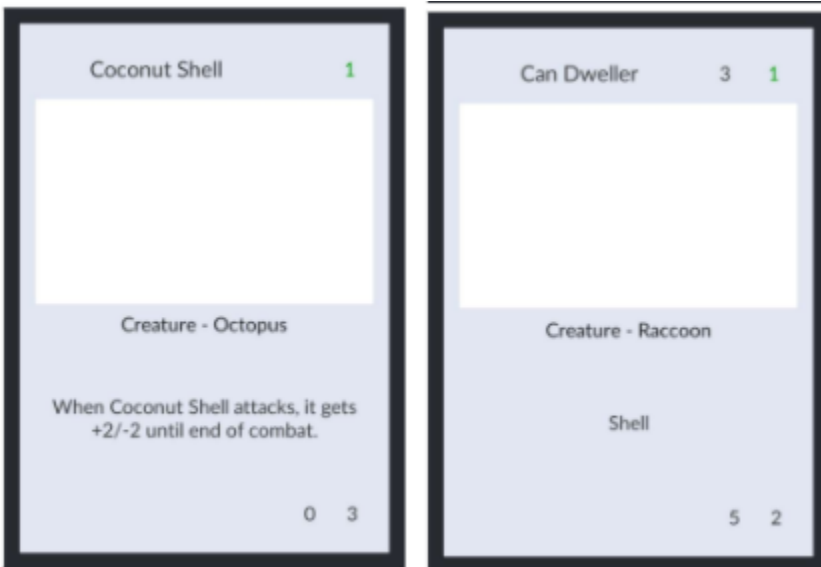 Coconut Shell 1
Creature - Octopus
When Coconut Shell attacks, it gets
+2/-2 until end of combat.
0 3
Can Dweller 3 1
Creature - Raccoon
Shell
5 2